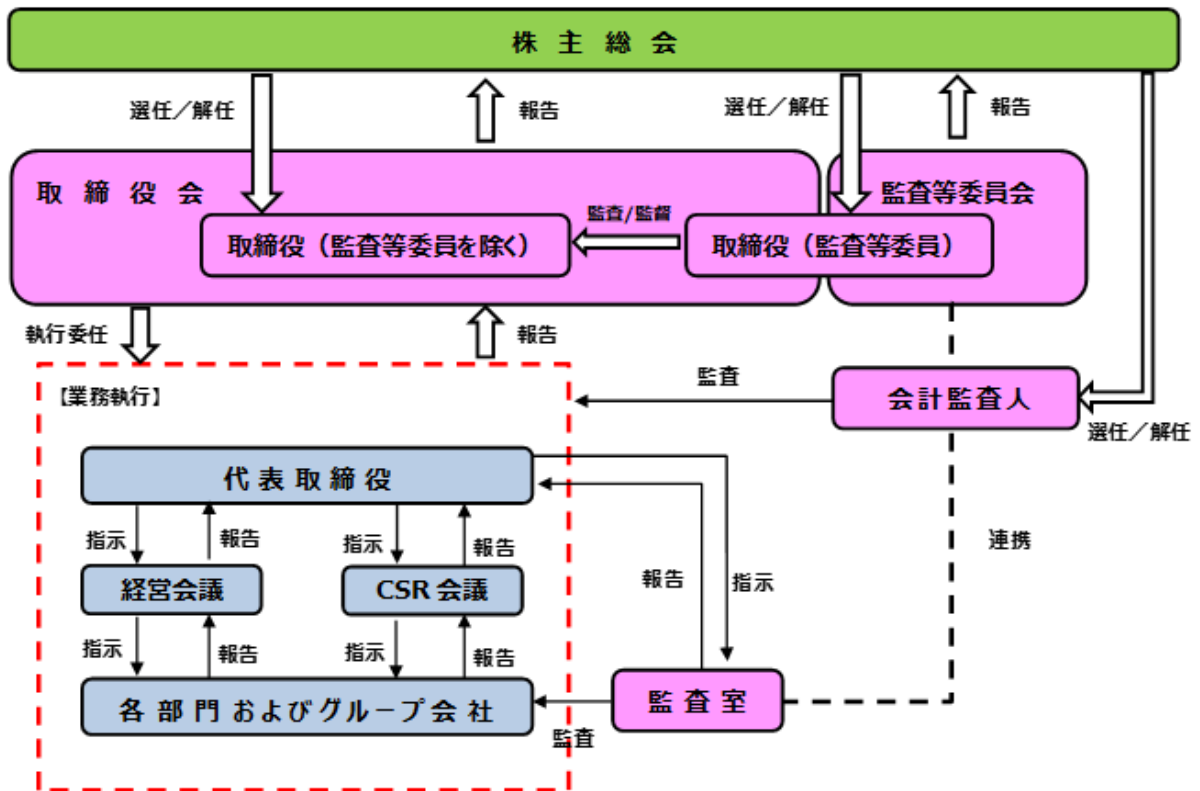 株 主 総 会
選任／解任
報告
選任／解任
報告
取 締 役 会
監査等委員会
監査/監督
取締役（監査等委員を除く）
取締役（監査等委員）
執行委任
報告
【業務執行】
監査
会計監査人
選任／解任
代表取締役
指示
報告
指示
報告
連携
経営会議
CSR 会議
報告
指示
指示
報告
指示
報告
各 部 門 およびグループ会 社
監 査 室
監査